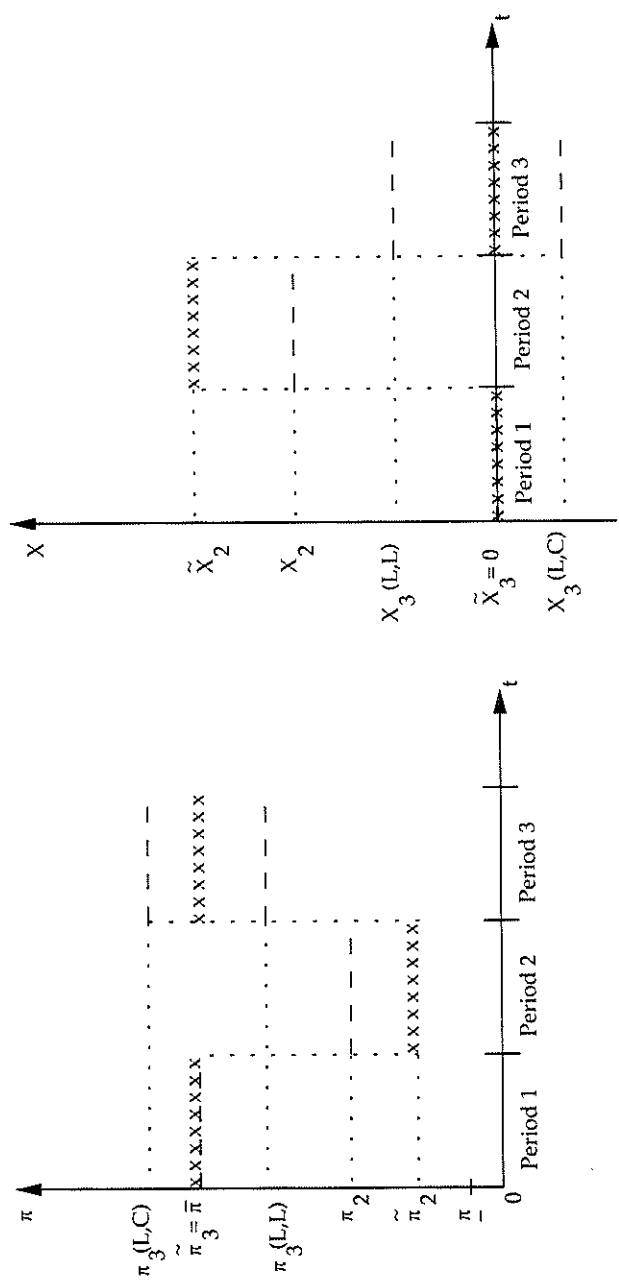 π
π₃(L,C)
π̃₃ = π̄
π₃(L,L)
π₂
π̃₂
π̲
0
Period 1
Period 2
Period 3
t
X
X̃₂
X₂
X₃(L,L)
X̃₃ = 0
X₃(L,C)
Period 1
Period 2
Period 3
t